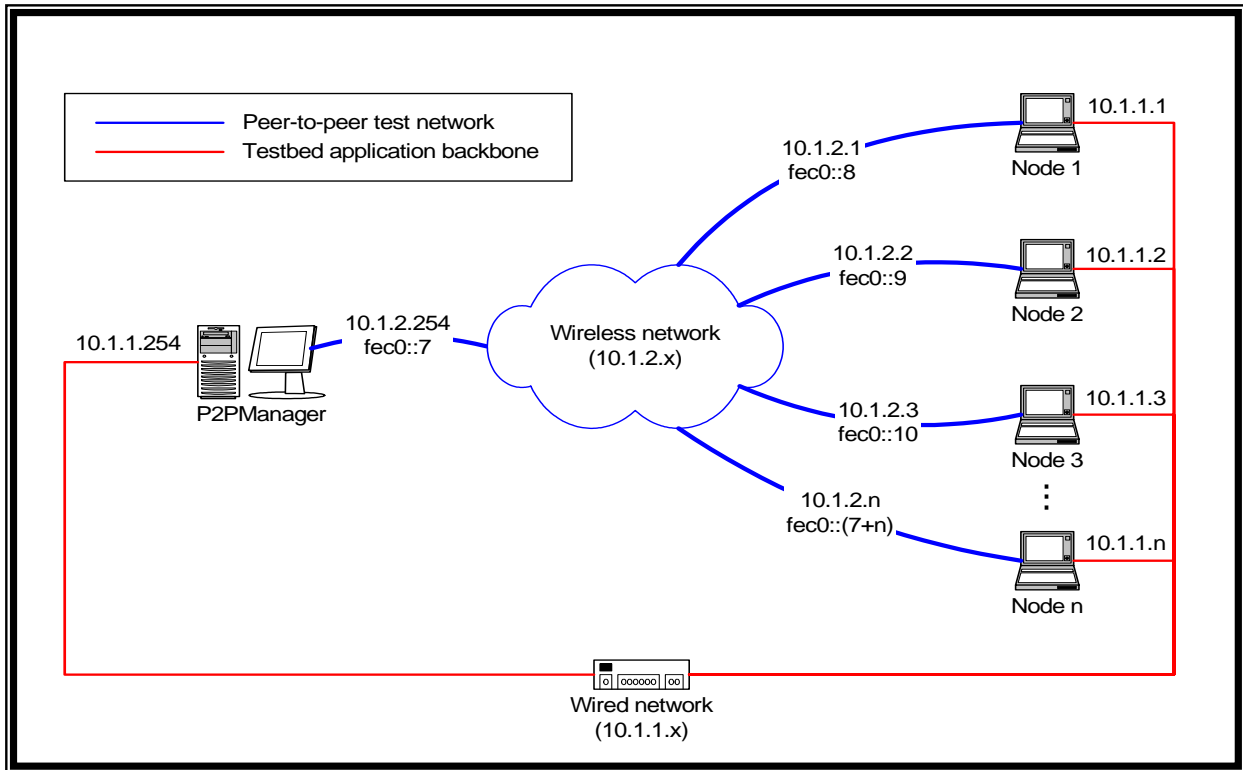 Peer-to-peer test network
Testbed application backbone
10.1.1.1
10.1.2.1
fec0::8
Node 1
10.1.2.2
fec0::9
10.1.1.2
Node 2
10.1.1.254
10.1.2.254
fec0::7
P2PManager
Wireless network
(10.1.2.x)
10.1.2.3
fec0::10
10.1.1.3
Node 3
⋮
10.1.2.n
fec0::(7+n)
10.1.1.n
Node n
Wired network
(10.1.1.x)